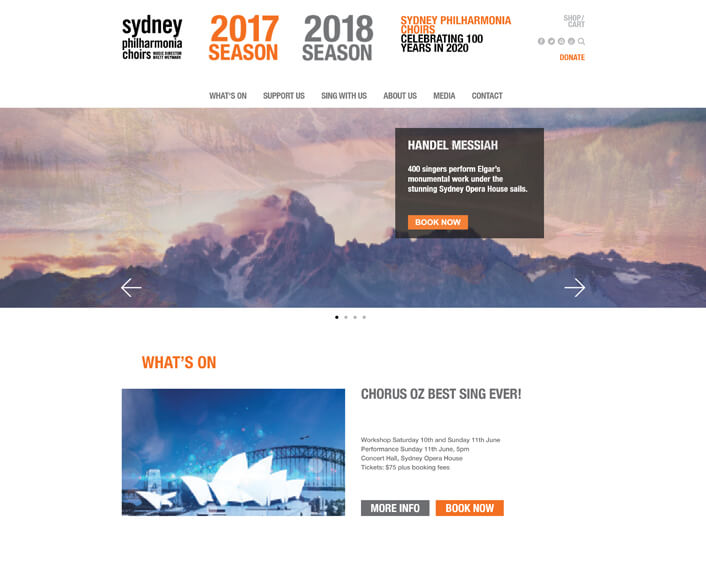 sydney
philharmonia
choirs MUSIC DIRECTOR
BRETT WEYMARK
2017
SEASON
2018
SEASON
SYDNEY PHILHARMONIA
CHOIRS
CELEBRATING 100
YEARS IN 2020
SHOP/
CART
DONATE
WHAT'S ON SUPPORT US SING WITH US ABOUT US MEDIA CONTACT
HANDEL MESSIAH
400 singers perform Elgar's
monumental work under the
stunning Sydney Opera House sails.
BOOK NOW
WHAT'S ON
CHORUS OZ BEST SING EVER!
Workshop Saturday 10th and Sunday 11th June
Performance Sunday 11th June, 5pm
Concert Hall, Sydney Opera House
Tickets: $75 plus booking fees
MORE INFO BOOK NOW